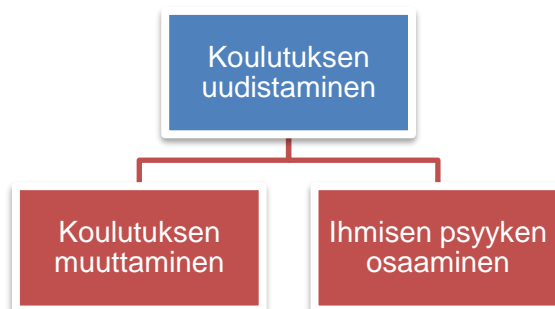 Koulutuksen
uudistaminen
Koulutuksen
muuttaminen
Ihmisen psyyken
osaaminen